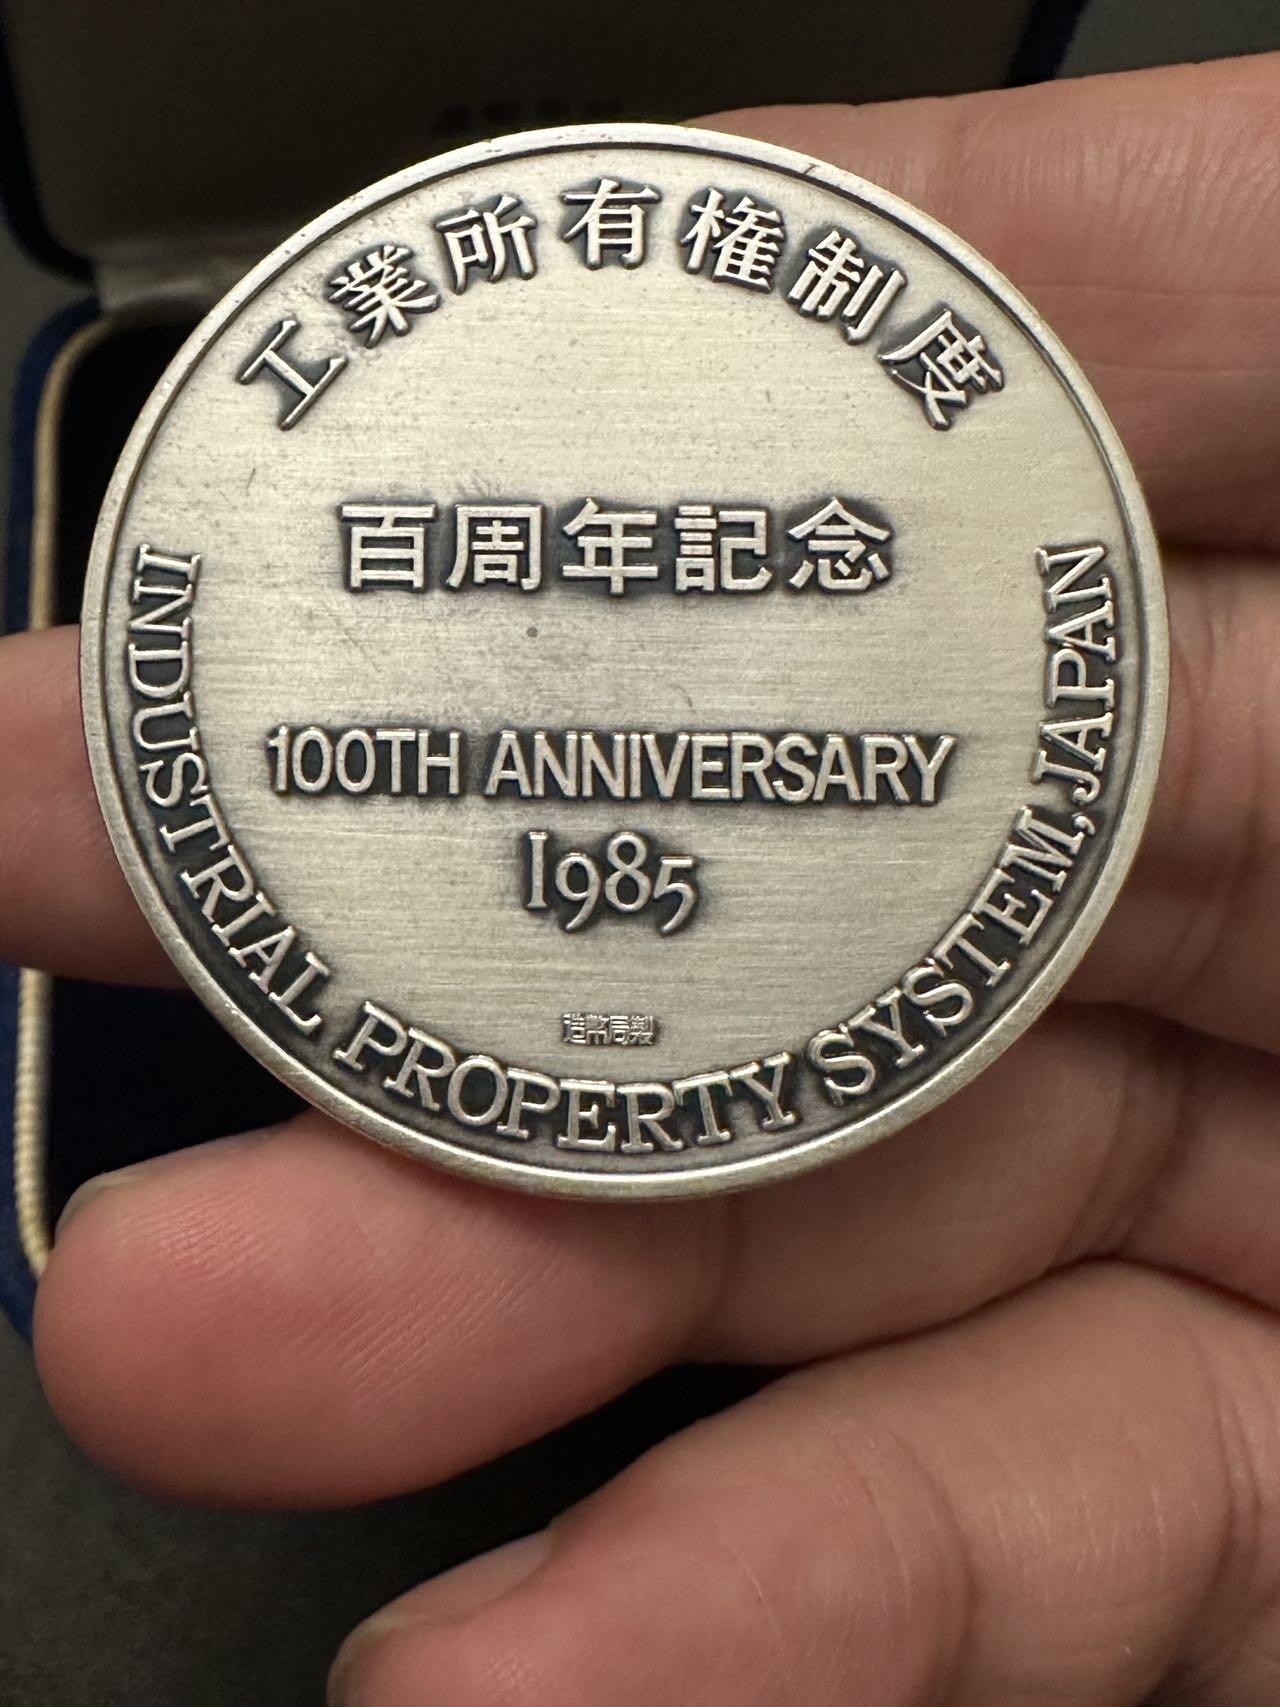 工業所有権制度
百周年記念
100TH ANNIVERSARY
1985
造幣局製
INDUSTRIAL PROPERTY SYSTEM, JAPAN